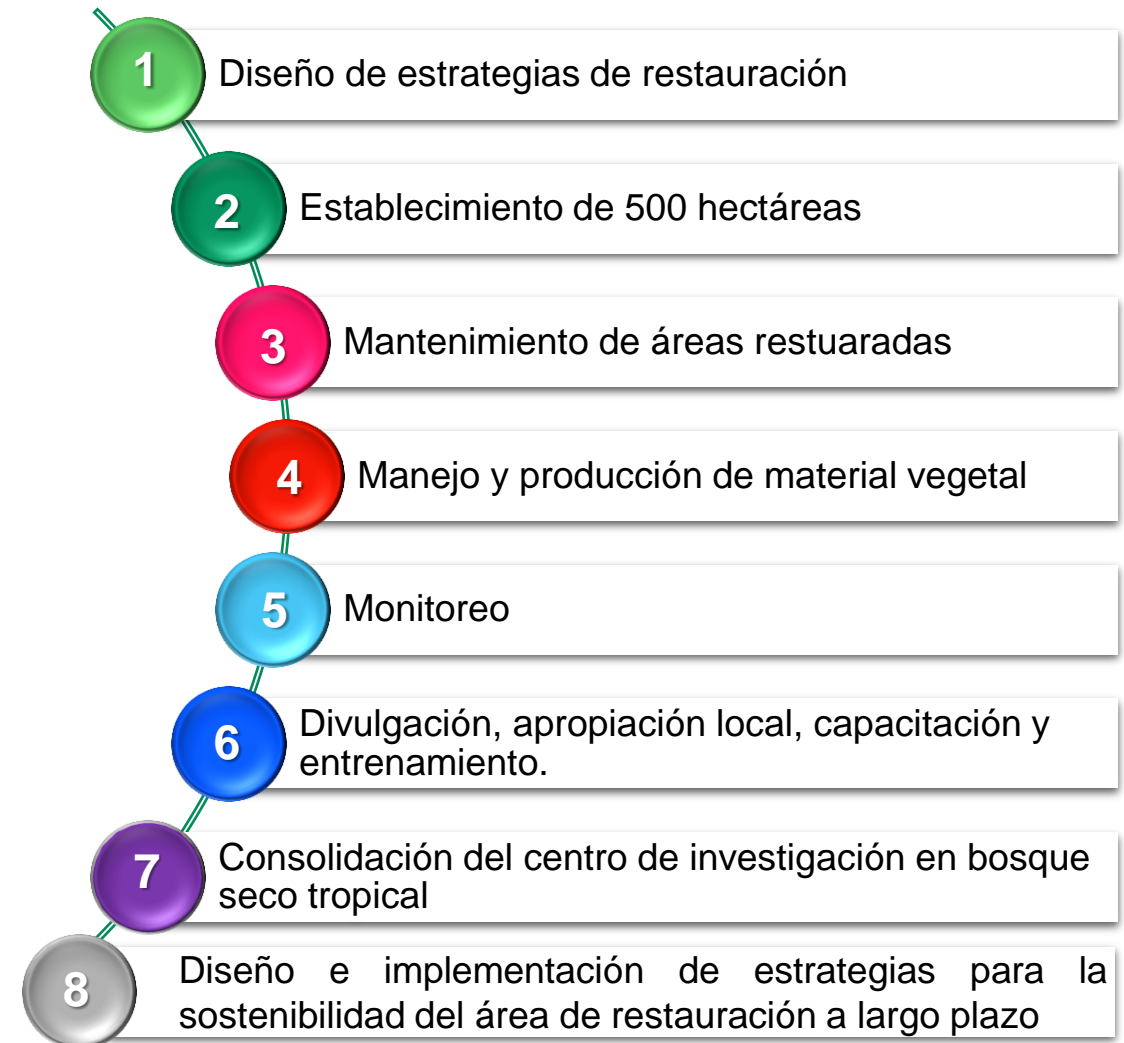 1
Diseño de estrategias de restauración
2
Establecimiento de 500 hectáreas
3
Mantenimiento de áreas restuaradas
4
Manejo y producción de material vegetal
5
Monitoreo
6
Divulgación, apropiación local, capacitación y
entrenamiento.
7
Consolidación del centro de investigación en bosque
seco tropical
8
Diseño e implementación de estrategias para la
sostenibilidad del área de restauración a largo plazo